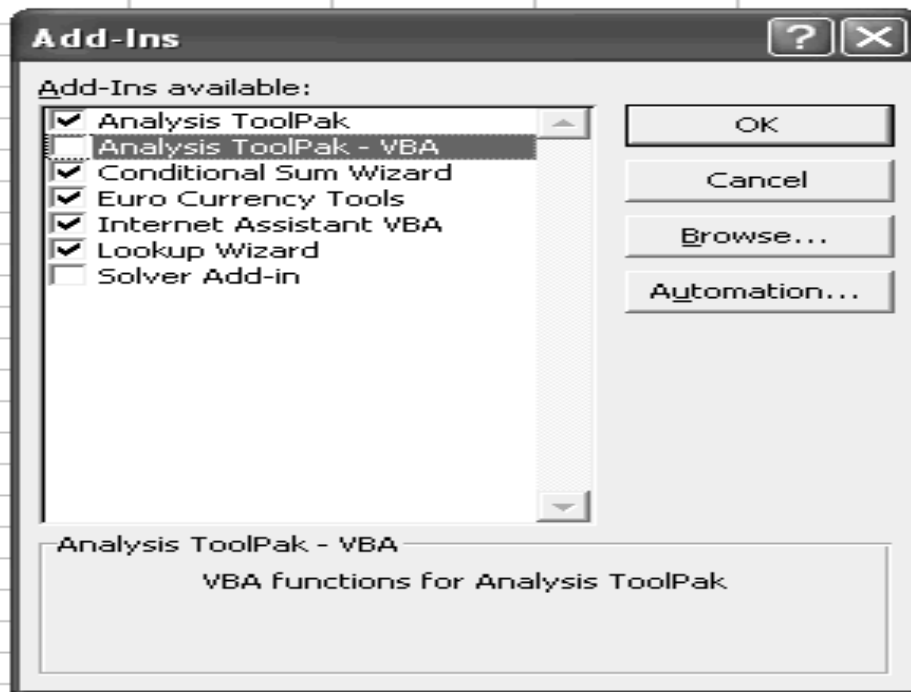 Add-Ins
Add-Ins available:
Analysis ToolPak
Analysis ToolPak - VBA
Conditional Sum Wizard
Euro Currency Tools
Internet Assistant VBA
Lookup Wizard
Solver Add-in
OK
Cancel
Browse...
Automation...
Analysis ToolPak - VBA
VBA functions for Analysis ToolPak